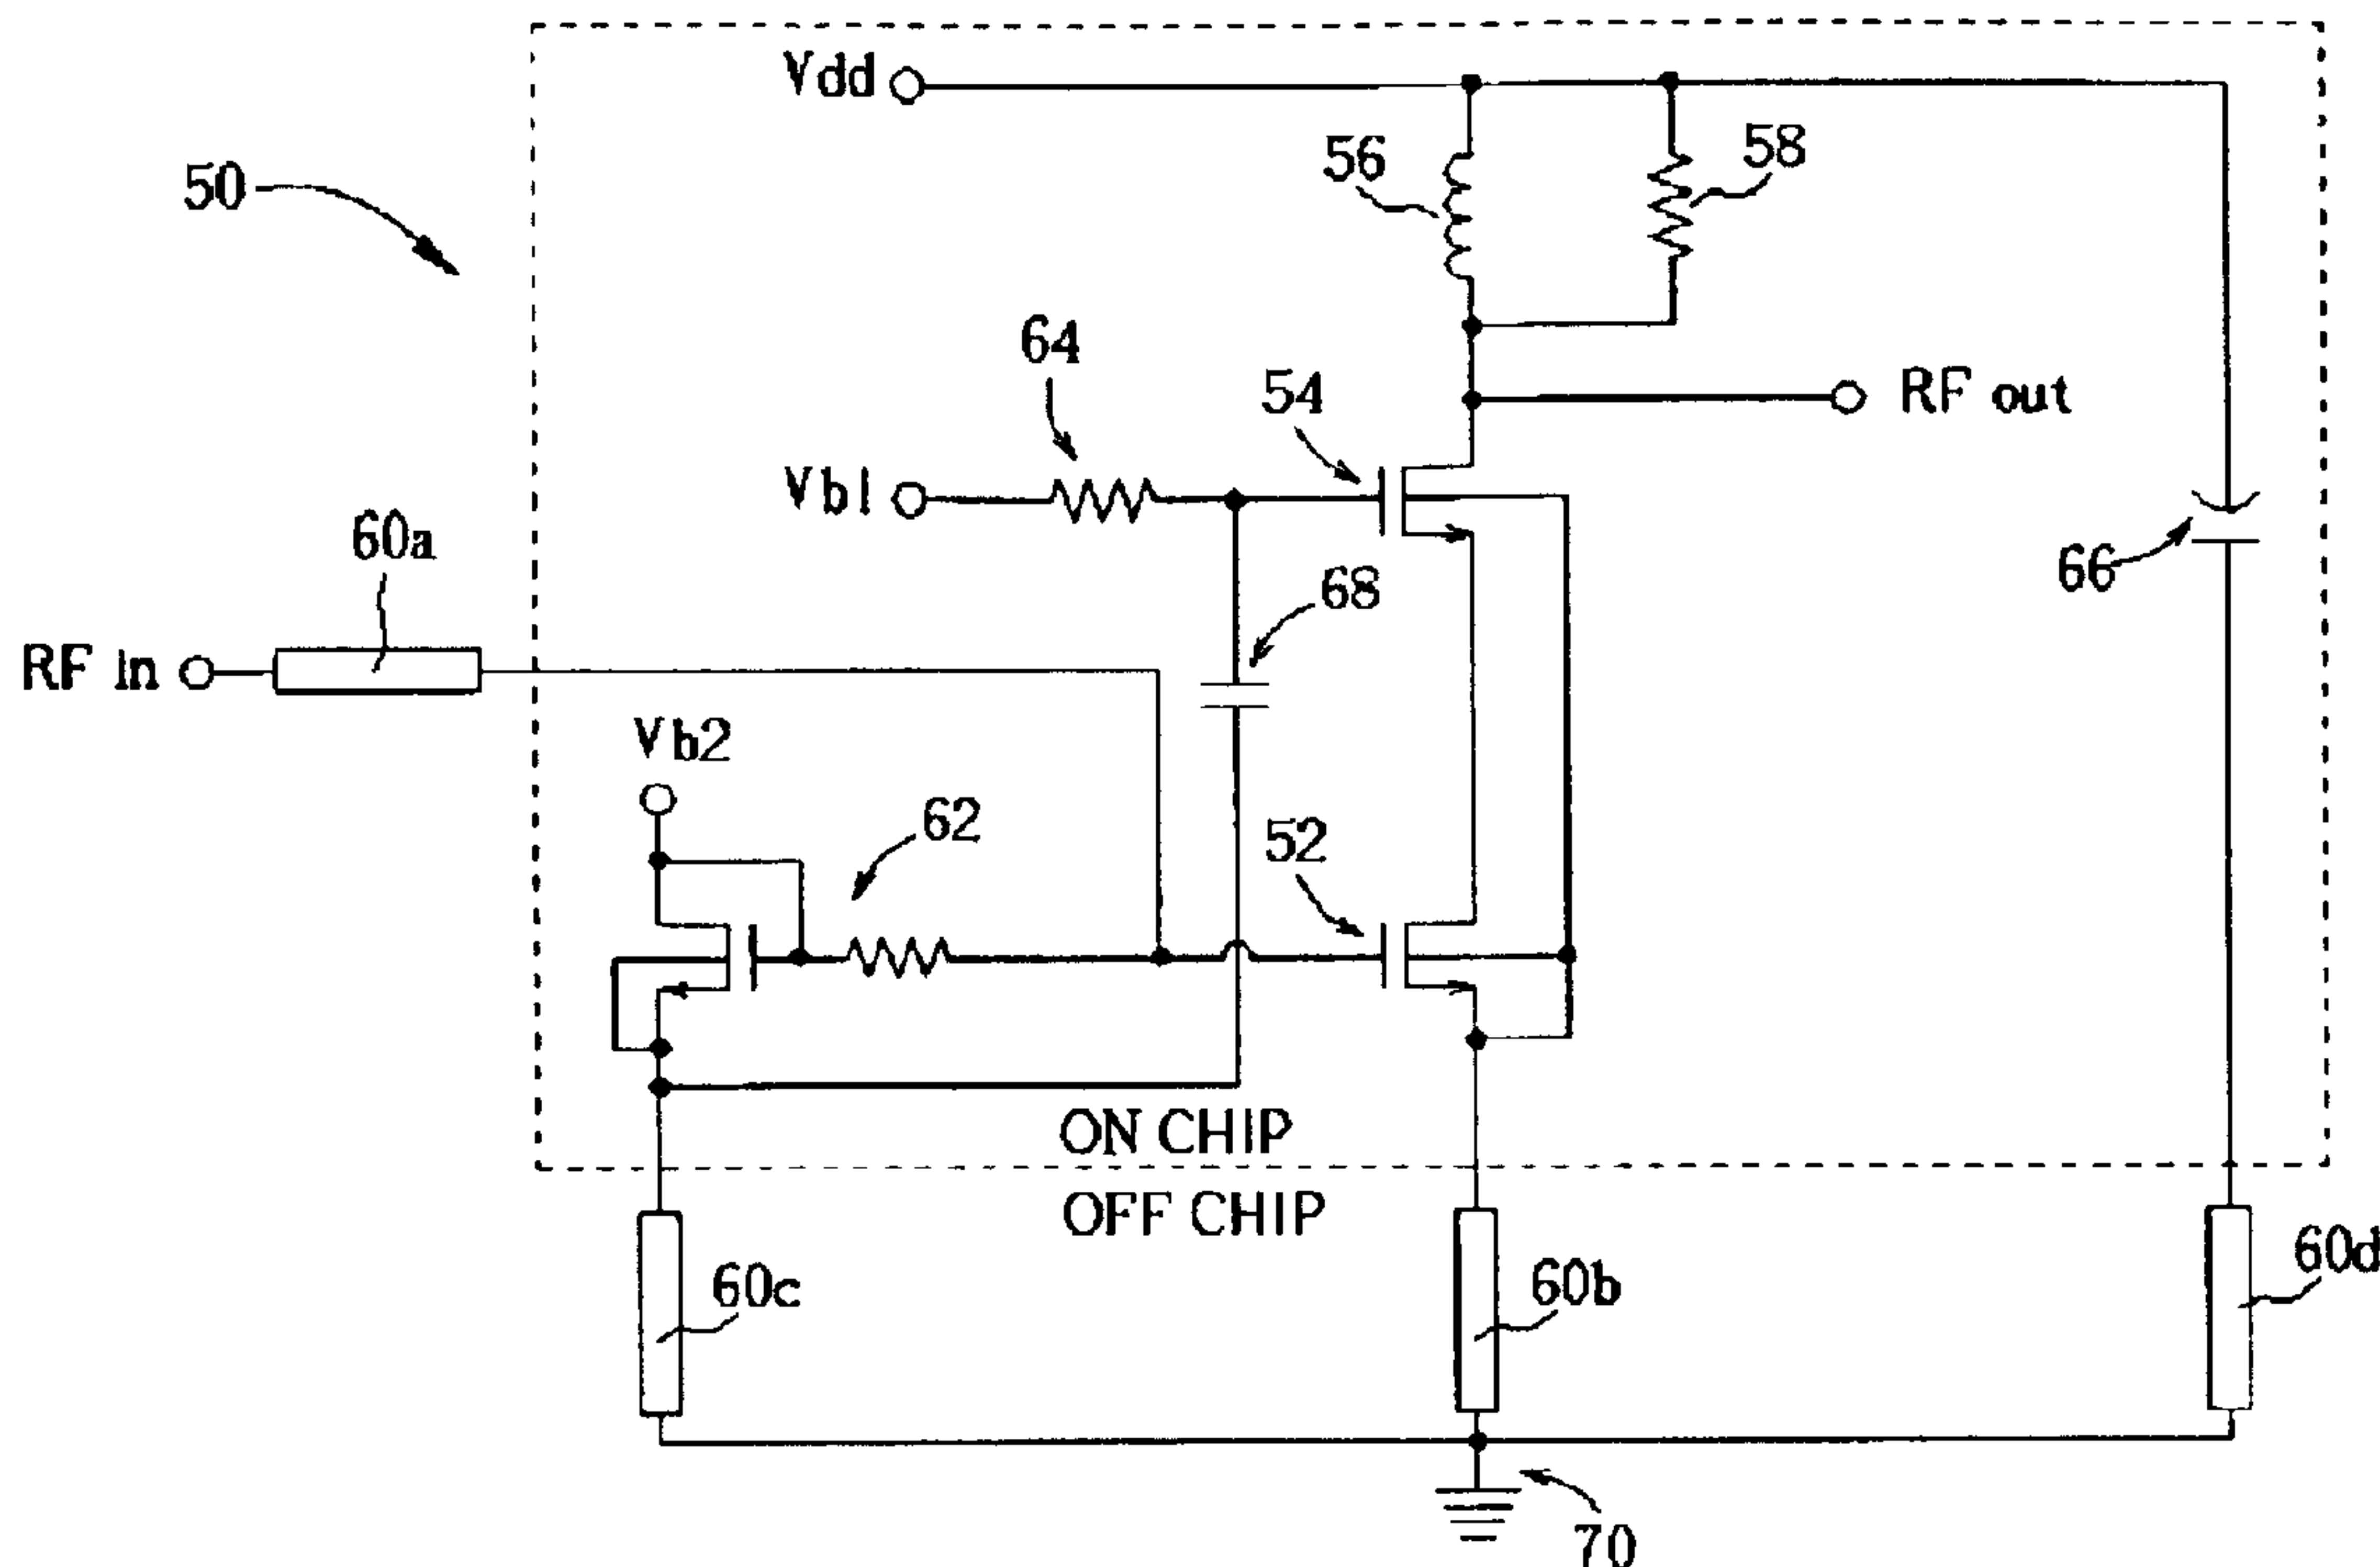 Vdd
56
58
50
64
54
RF out
Vb1
60a
66
68
RF in
Vb2
62
52
ON CHIP
OFF CHIP
60c
60b
60d
70